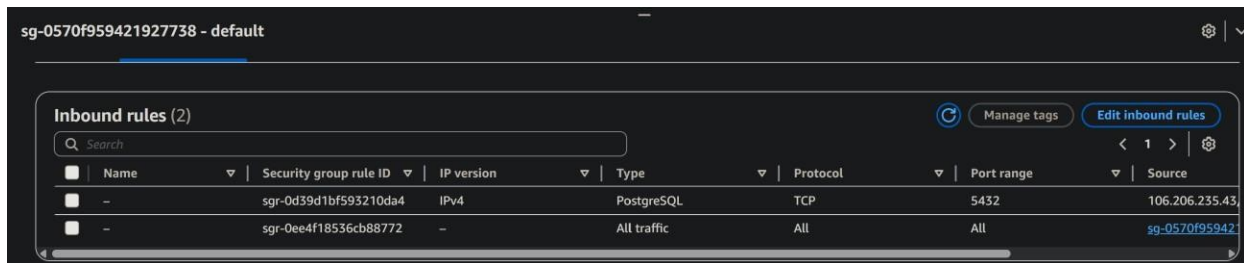 sg-0570f959421927738 - default
Inbound rules (2)
Manage tags
Edit inbound rules
Search
1
Name Security group rule ID IP version Type Protocol Port range Source
– sgr-0d39d1bf593210da4 IPv4 PostgreSQL TCP 5432 106.206.235.43/
– sgr-0ee4f18536cb88772 – All traffic All All sg-0570f95942